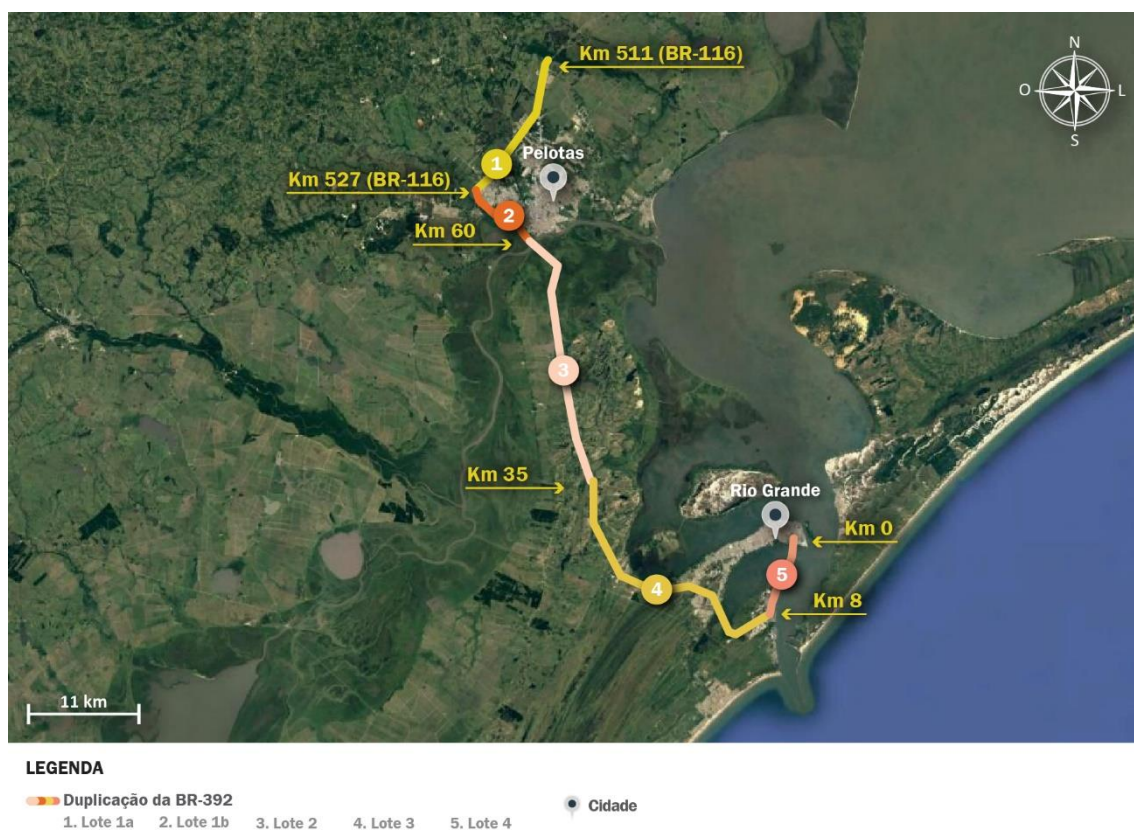 Km 511 (BR-116)
N
O
L
S
1
Pelotas
Km 527 (BR-116)
2
Km 60
3
Km 35
Rio Grande
Km 0
5
4
Km 8
11 km
LEGENDA
Duplicação da BR-392
Cidade
1. Lote 1a 2. Lote 1b 3. Lote 2 4. Lote 3 5. Lote 4